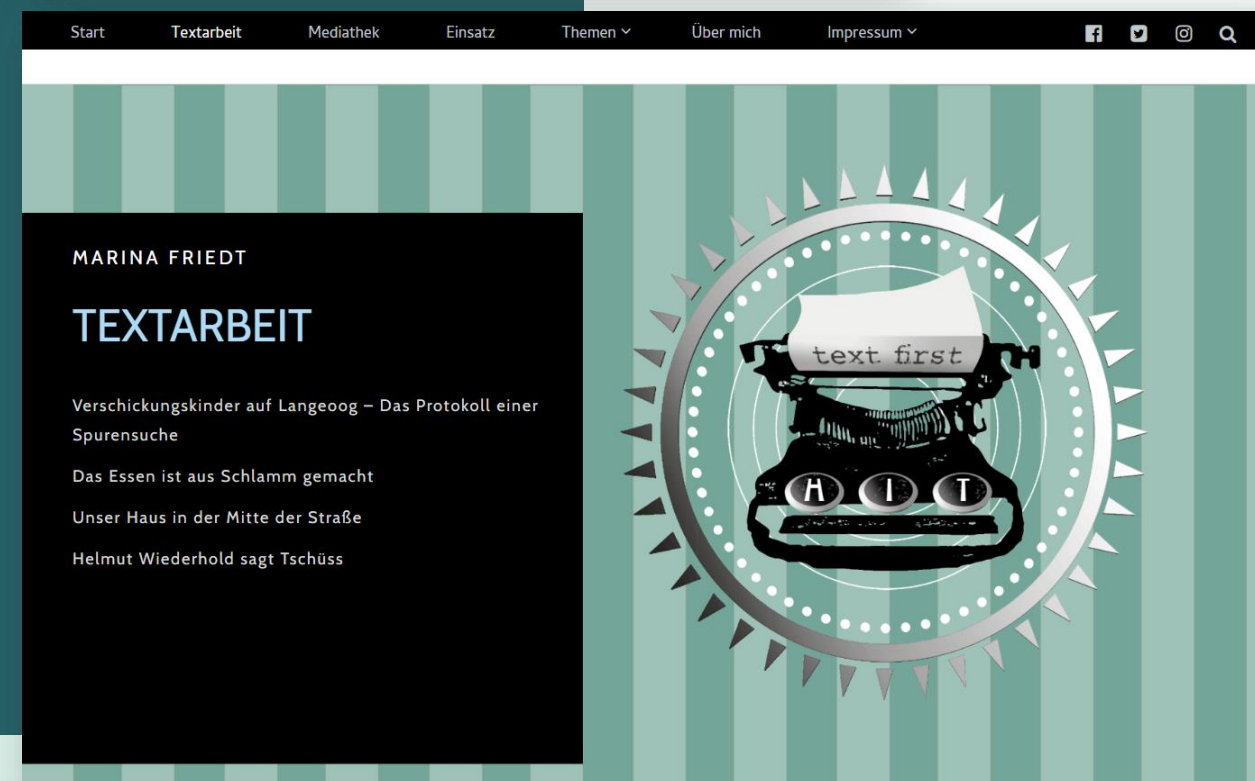 Start Textarbeit Mediathek Einsatz Themen Über mich Impressum
MARINA FRIEDT
TEXTARBEIT
Verschickungskinder auf Langeoog – Das Protokoll einer
Spurensuche
Das Essen ist aus Schlamm gemacht
Unser Haus in der Mitte der Straße
Helmut Wiederhold sagt Tschüss
text first
H I T